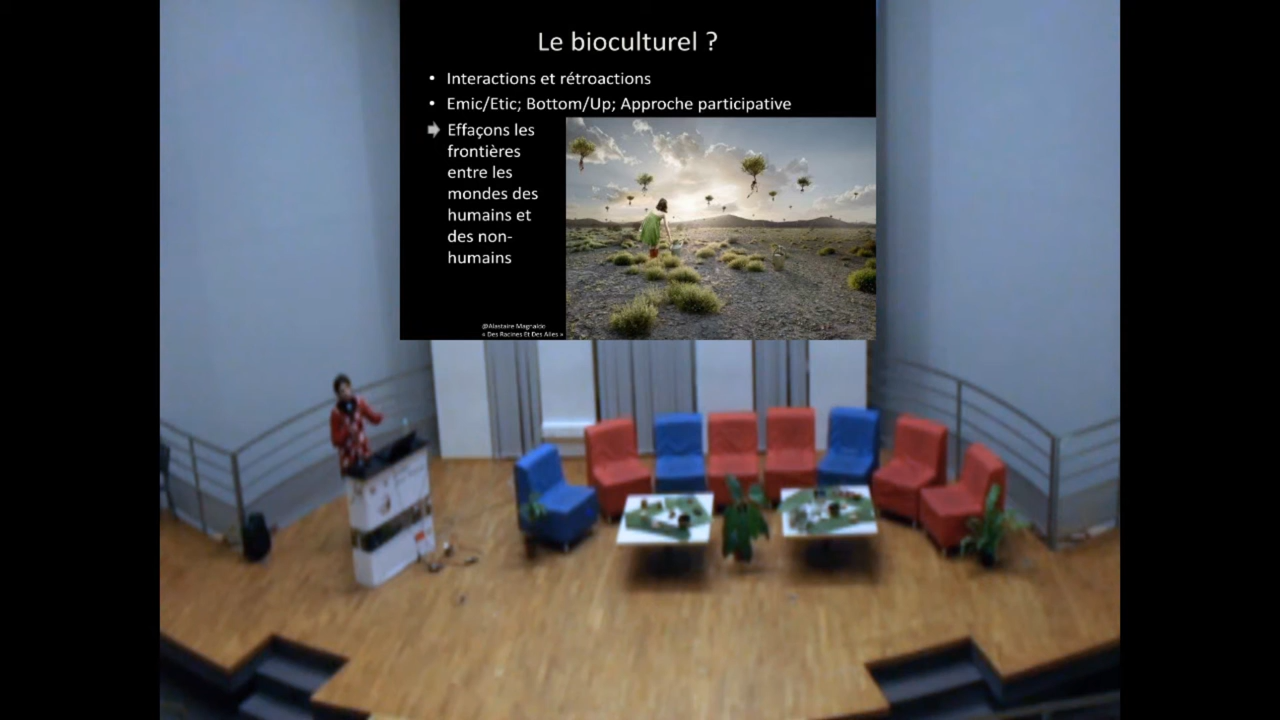 Le bioculturel ?
• Interactions et rétroactions
• Emic/Etic; Bottom/Up; Approche participative
Effaçons les
frontières
entre les
mondes des
humains et
des non-
humains
@Alastaire Magnaldo
« Des Racines Et Des Ailes »